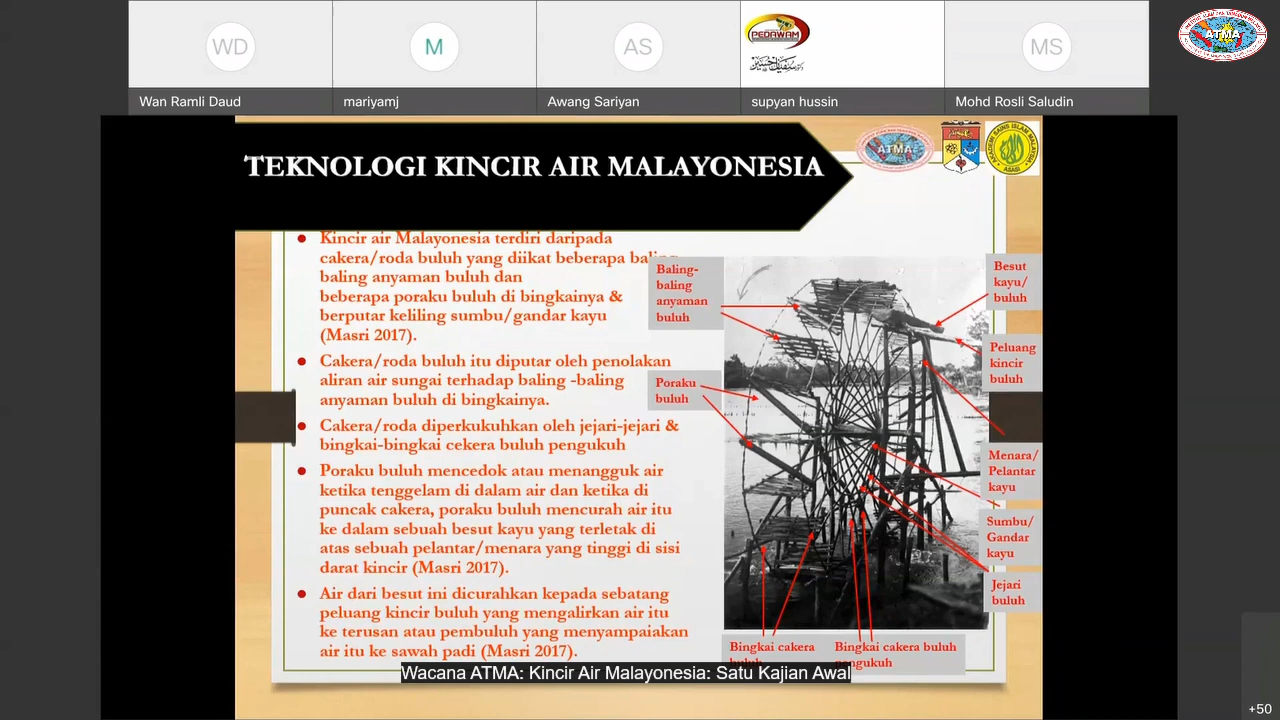 WD
M
AS
PEDAWAM
MS
ATMA
Wan Ramli Daud
mariyamj
Awang Sariyan
supyan hussin
Mohd Rosli Saludin
TEKNOLOGI KINCIR AIR MALAYONESIA
ATMA
Kincir air Malayonesia terdiri daripada
cakera/roda buluh yang diikat beberapa baling-
baling anyaman buluh dan
beberapa poraku buluh di bingkainya &
berputar keliling sumbu/gandar kayu
(Masri 2017).
Cakera/roda buluh itu diputar oleh penolakan
aliran air sungai terhadap baling -baling
anyaman buluh di bingkainya.
Cakera/roda diperkukuhkan oleh jejari-jejari &
bingkai-bingkai cekera buluh pengukuh
Poraku buluh mencedok atau menangguk air
ketika tenggelam di dalam air dan ketika di
puncak cakera, poraku buluh mencurah air itu
ke dalam sebuah besut kayu yang terletak di
atas sebuah pelantar/menara yang tinggi di sisi
darat kincir (Masri 2017).
Air dari besut ini dicurahkan kepada sebatang
peluang kincir buluh yang mengalirkan air itu
ke terusan atau pembuluh yang menyampaiakan
air itu ke sawah padi (Masri 2017).
Baling-
baling
anyaman
buluh
Poraku
buluh
Besut
kayu/
buluh
Peluang
kincir
buluh
Menara/
Pelantar
kayu
Sumbu/
Gandar
kayu
Jejari
buluh
Bingkai cakera
buluh
Bingkai cakera buluh
pengukuh
Wacana ATMA: Kincir Air Malayonesia: Satu Kajian Awal
+50